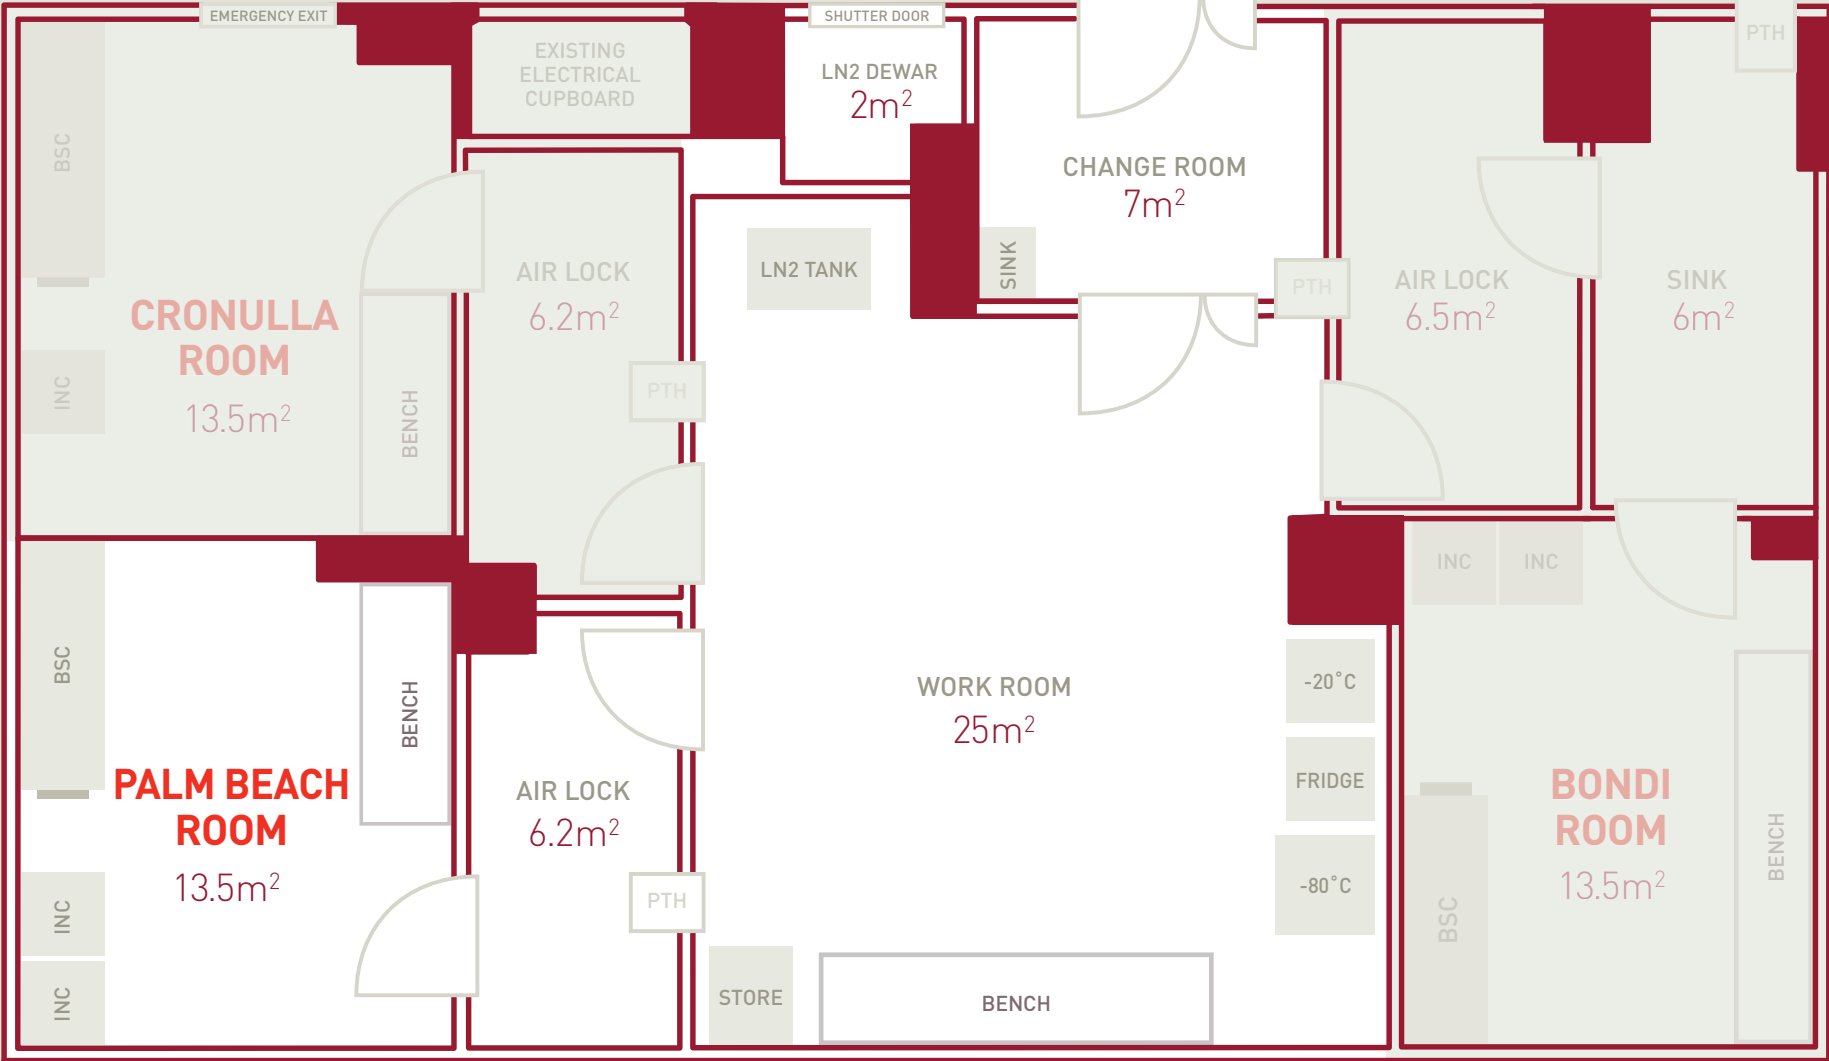 EMERGENCY EXIT
SHUTTER DOOR
PTH
EXISTING
ELECTRICAL
CUPBOARD
LN2 DEWAR
2m²
BSC
CHANGE ROOM
7m²
SINK
AIR LOCK
6.2m²
LN2 TANK
PTH
AIR LOCK
6.5m²
SINK
6m²
CRONULLA
ROOM
13.5m²
INC
BENCH
PTH
INC
INC
BSC
BENCH
WORK ROOM
25m²
-20°C
FRIDGE
-80°C
PALM BEACH
ROOM
13.5m²
AIR LOCK
6.2m²
PTH
BONDI
ROOM
13.5m²
BENCH
BSC
INC
INC
STORE
BENCH